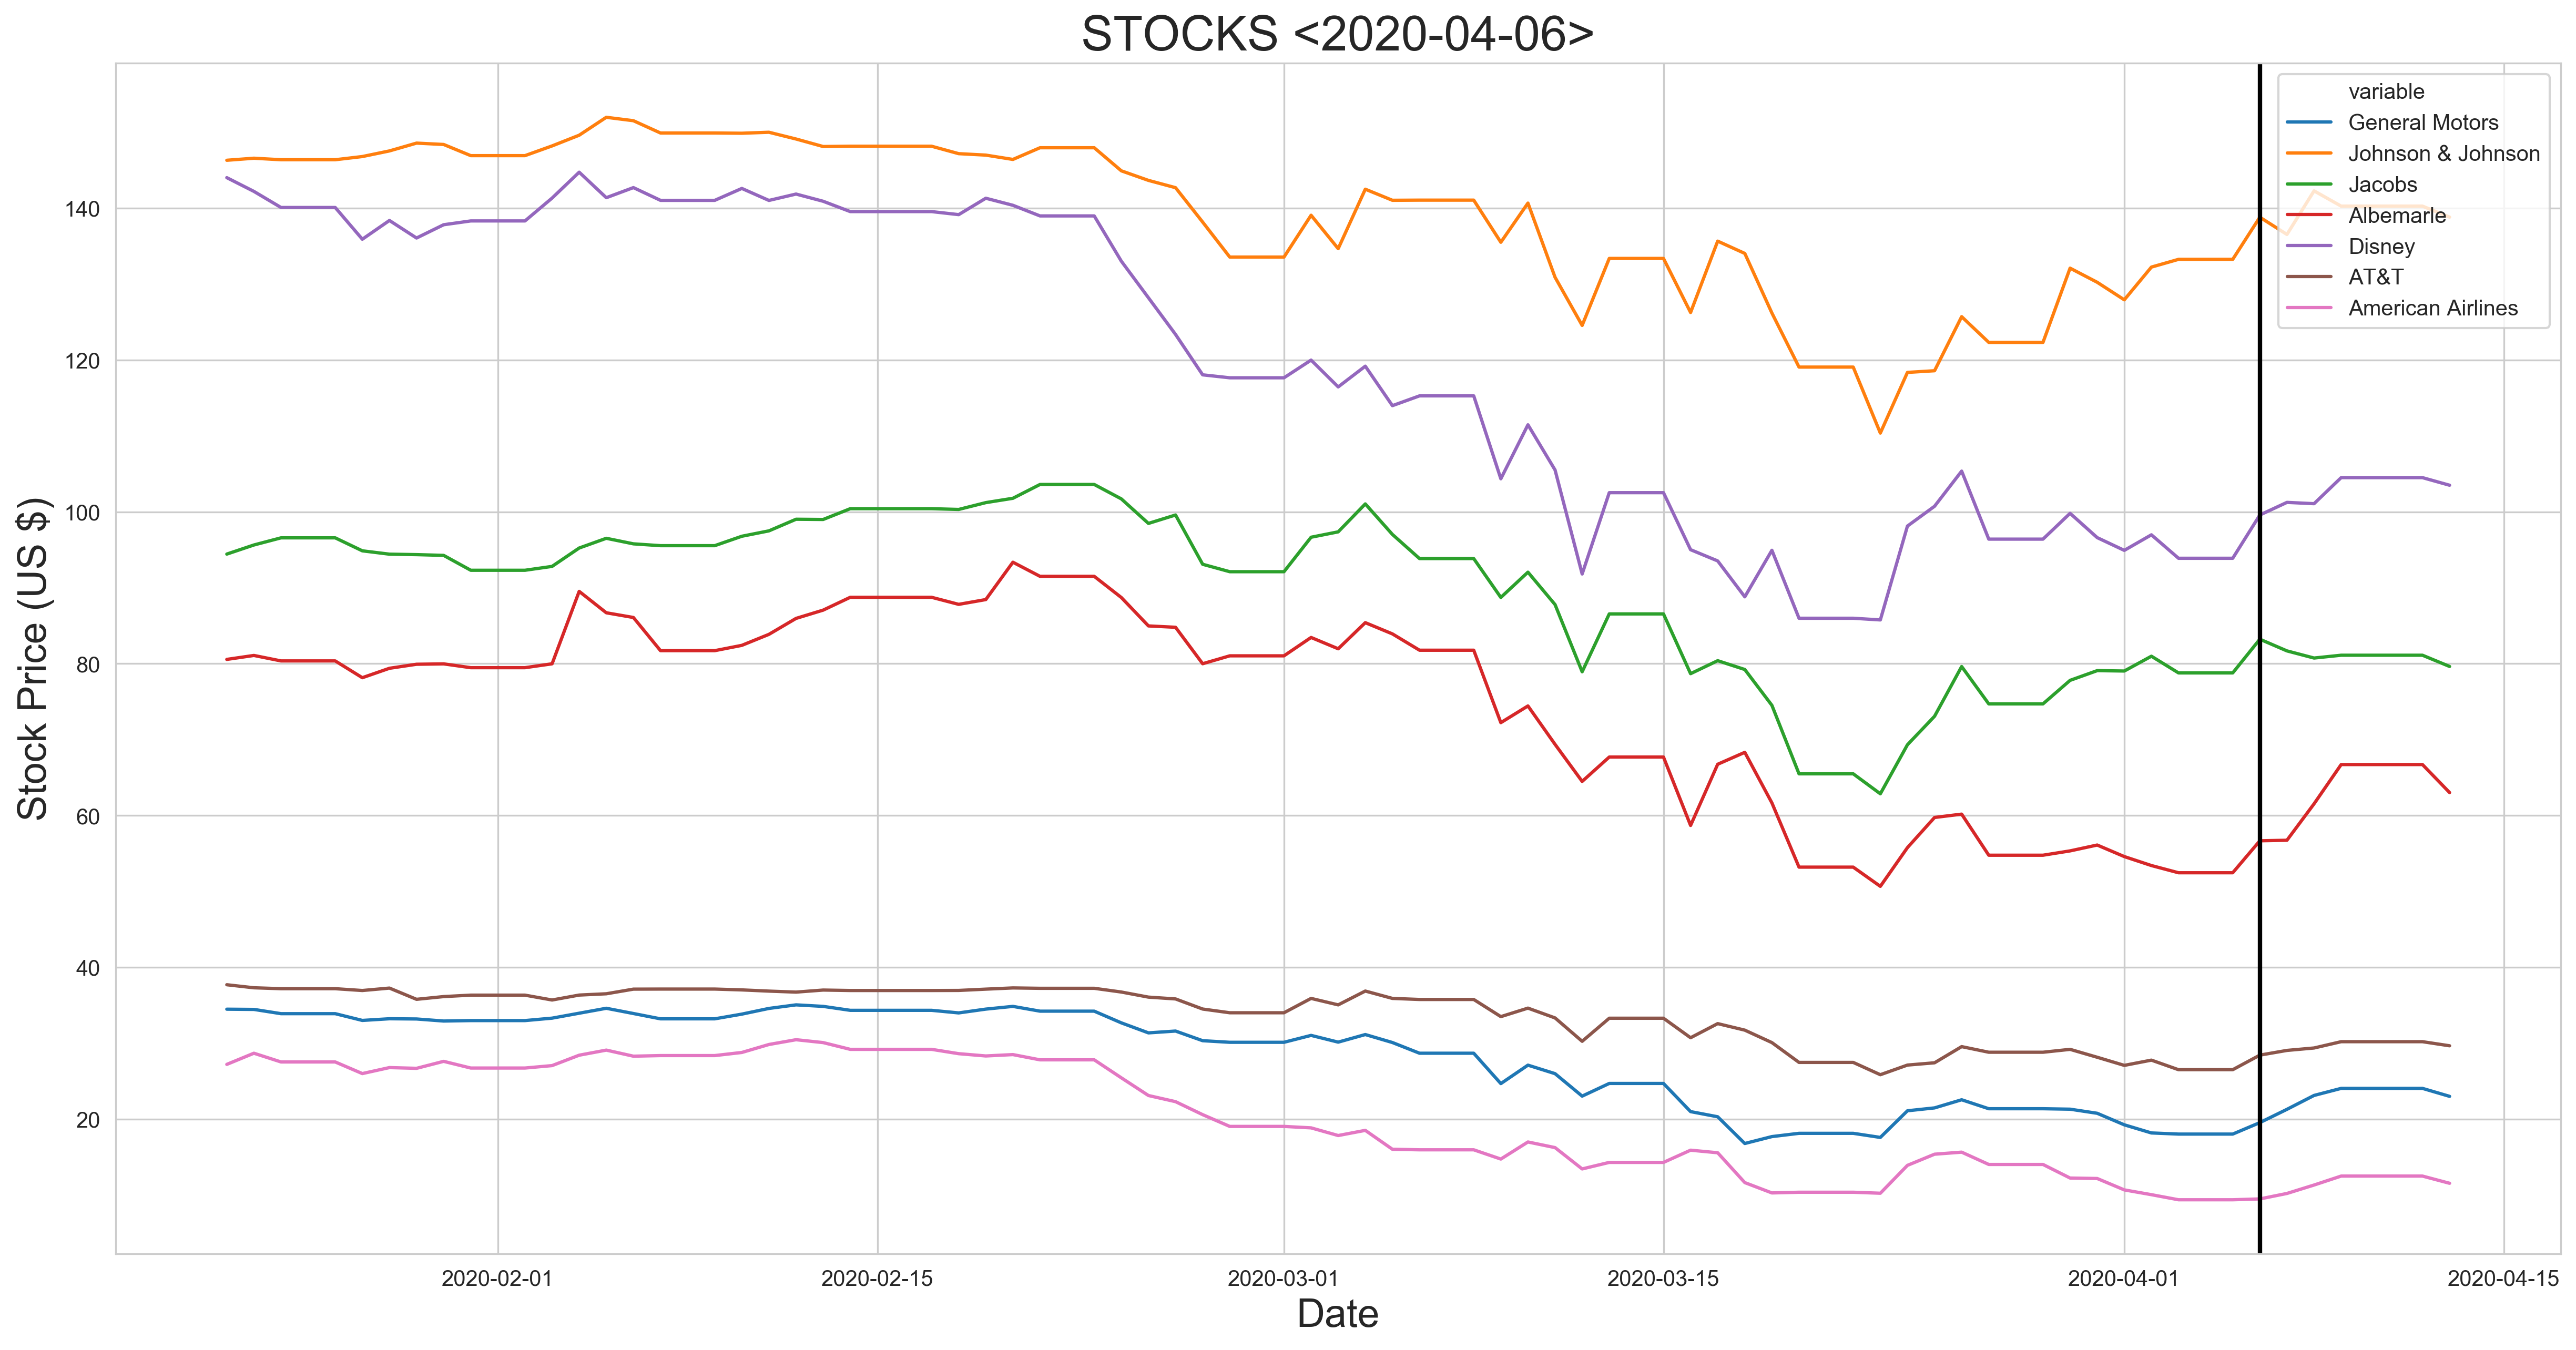 STOCKS <2020-04-06>
variable
General Motors
Johnson & Johnson
Jacobs
Albemarle
Disney
AT&T
American Airlines
Stock Price (US $)
140
120
100
80
60
40
20
2020-02-01
2020-02-15
2020-03-01
2020-03-15
2020-04-01
2020-04-15
Date